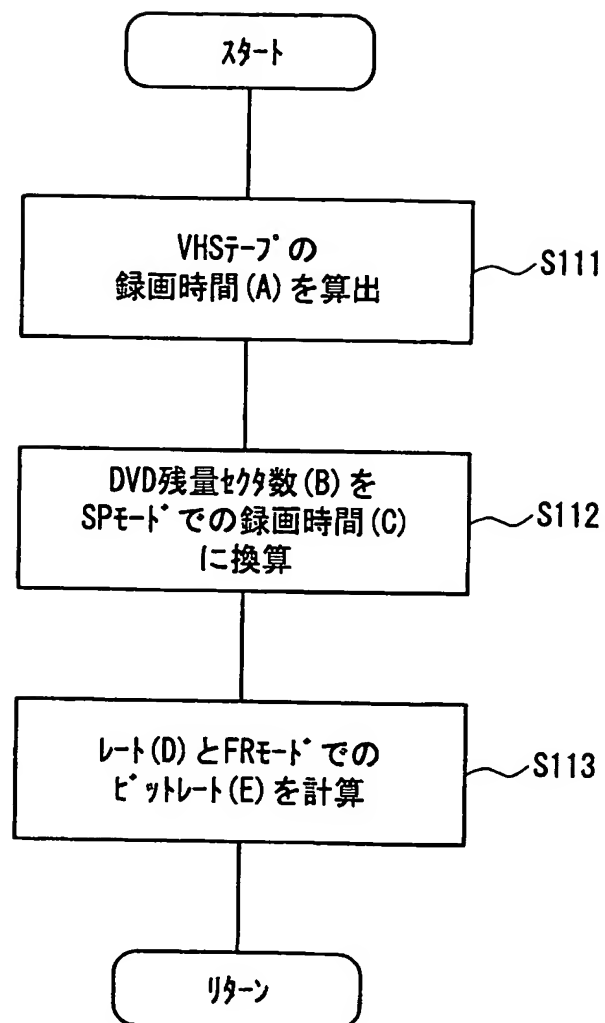 ｽﾀｰﾄ
VHSﾃｰﾌﾟの
録画時間(A)を算出
S111
DVD残量ｾｸﾀ数(B)を
SPﾓｰﾄﾞでの録画時間(C)
に換算
S112
ﾚｰﾄ(D)とFRﾓｰﾄﾞでの
ﾋﾞｯﾄﾚｰﾄ(E)を計算
S113
ﾘﾀｰﾝ